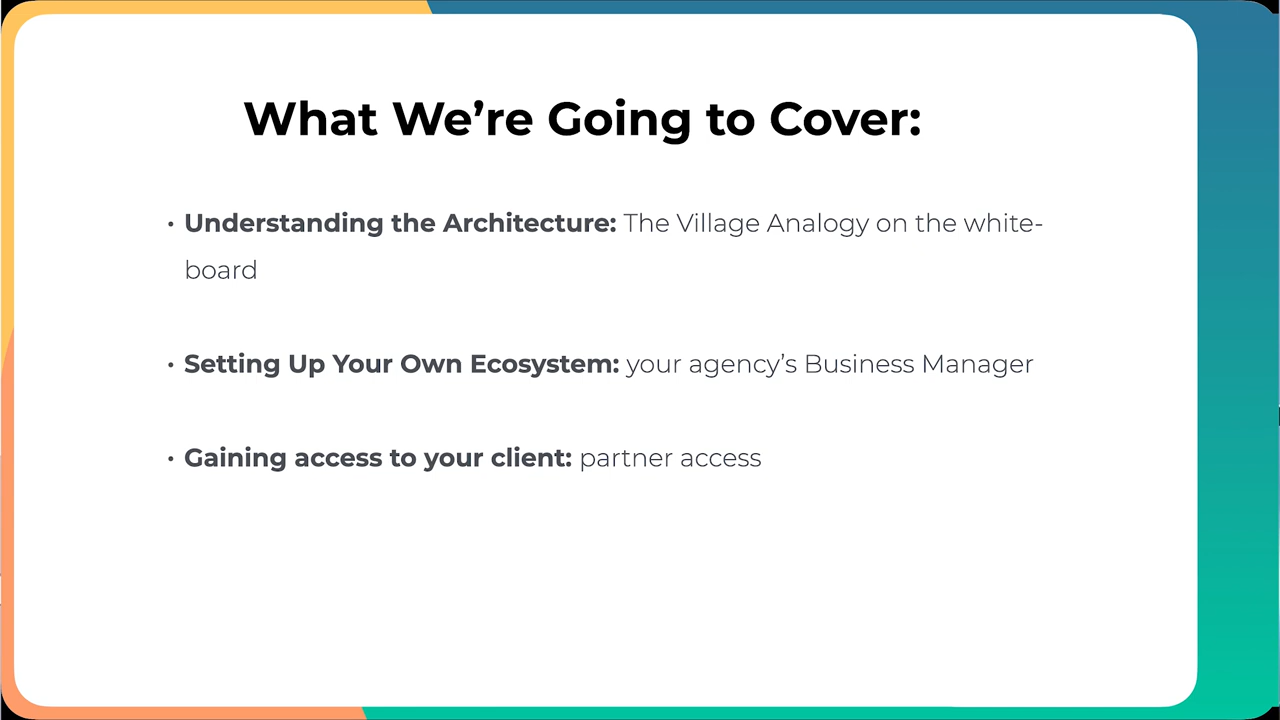 What We’re Going to Cover:
• Understanding the Architecture: The Village Analogy on the white-
board
• Setting Up Your Own Ecosystem: your agency’s Business Manager
• Gaining access to your client: partner access